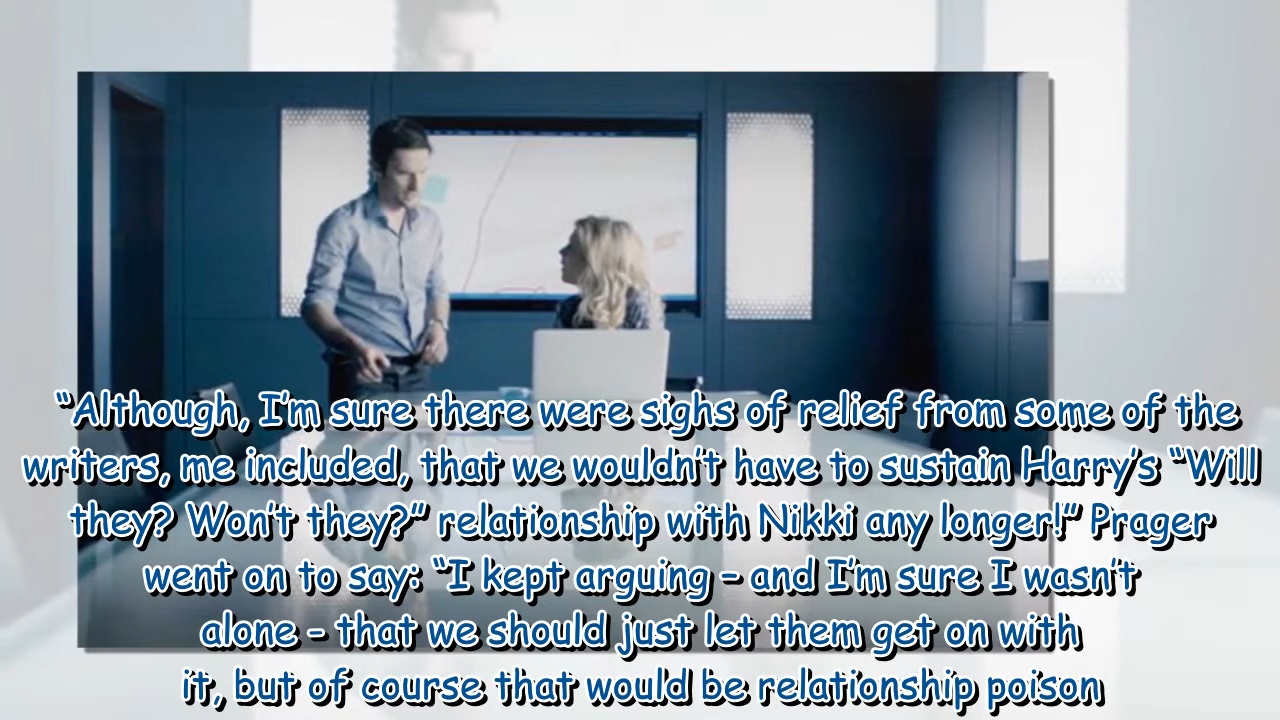 “Although, I’m sure there were sighs of relief from some of the
writers, me included, that we wouldn’t have to sustain Harry’s “Will
they? Won’t they?” relationship with Nikki any longer!” Prager
went on to say: “I kept arguing – and I’m sure I wasn’t
alone – that we should just let them get on with
it, but of course that would be relationship poison